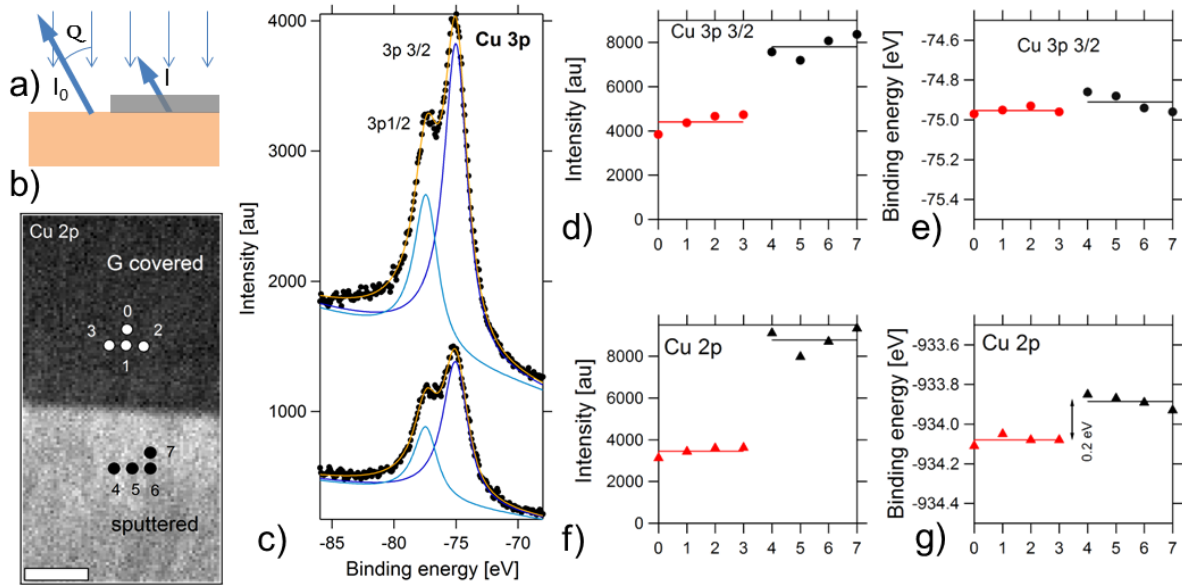 a)
Q
I₀
I
b)
Cu 2p
G covered
0
3
2
1
7
4
5
6
sputtered
c)
Cu 3p
3p 3/2
3p1/2
Intensity [au]
4000
3000
2000
1000
-85
-80
-75
-70
Binding energy [eV]
d)
Cu 3p 3/2
Intensity [au]
8000
6000
4000
2000
0
0 1 2 3 4 5 6 7
e)
Cu 3p 3/2
Binding energy [eV]
-74.6
-74.8
-75.0
-75.2
-75.4
0 1 2 3 4 5 6 7
f)
Cu 2p
Intensity [au]
8000
6000
4000
2000
0
0 1 2 3 4 5 6 7
g)
Cu 2p
Binding energy [eV]
-933.6
-933.8
-934.0
-934.2
-934.4
0.2 eV
0 1 2 3 4 5 6 7